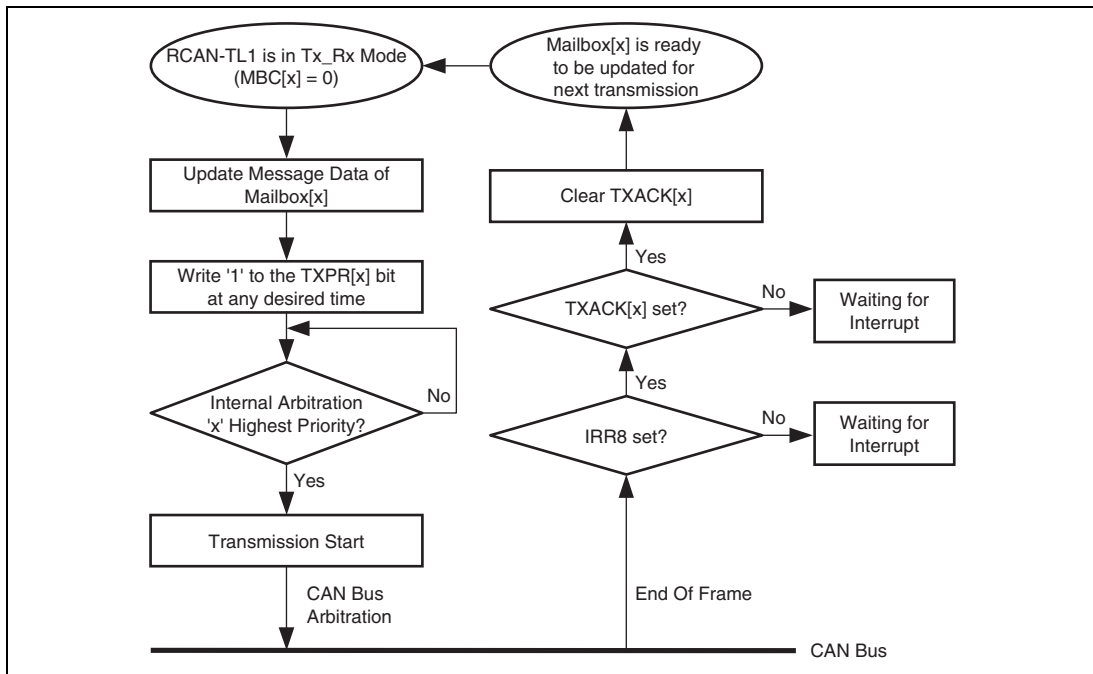 RCAN-TL1 is in Tx_Rx Mode
(MBC[x] = 0)
Update Message Data of
Mailbox[x]
Write '1' to the TXPR[x] bit
at any desired time
Internal Arbitration
'x' Highest Priority?
No
Yes
Transmission Start
CAN Bus
Arbitration
Mailbox[x] is ready
to be updated for
next transmission
Clear TXACK[x]
Yes
TXACK[x] set?
No
Waiting for
Interrupt
Yes
IRR8 set?
No
Waiting for
Interrupt
End Of Frame
CAN Bus